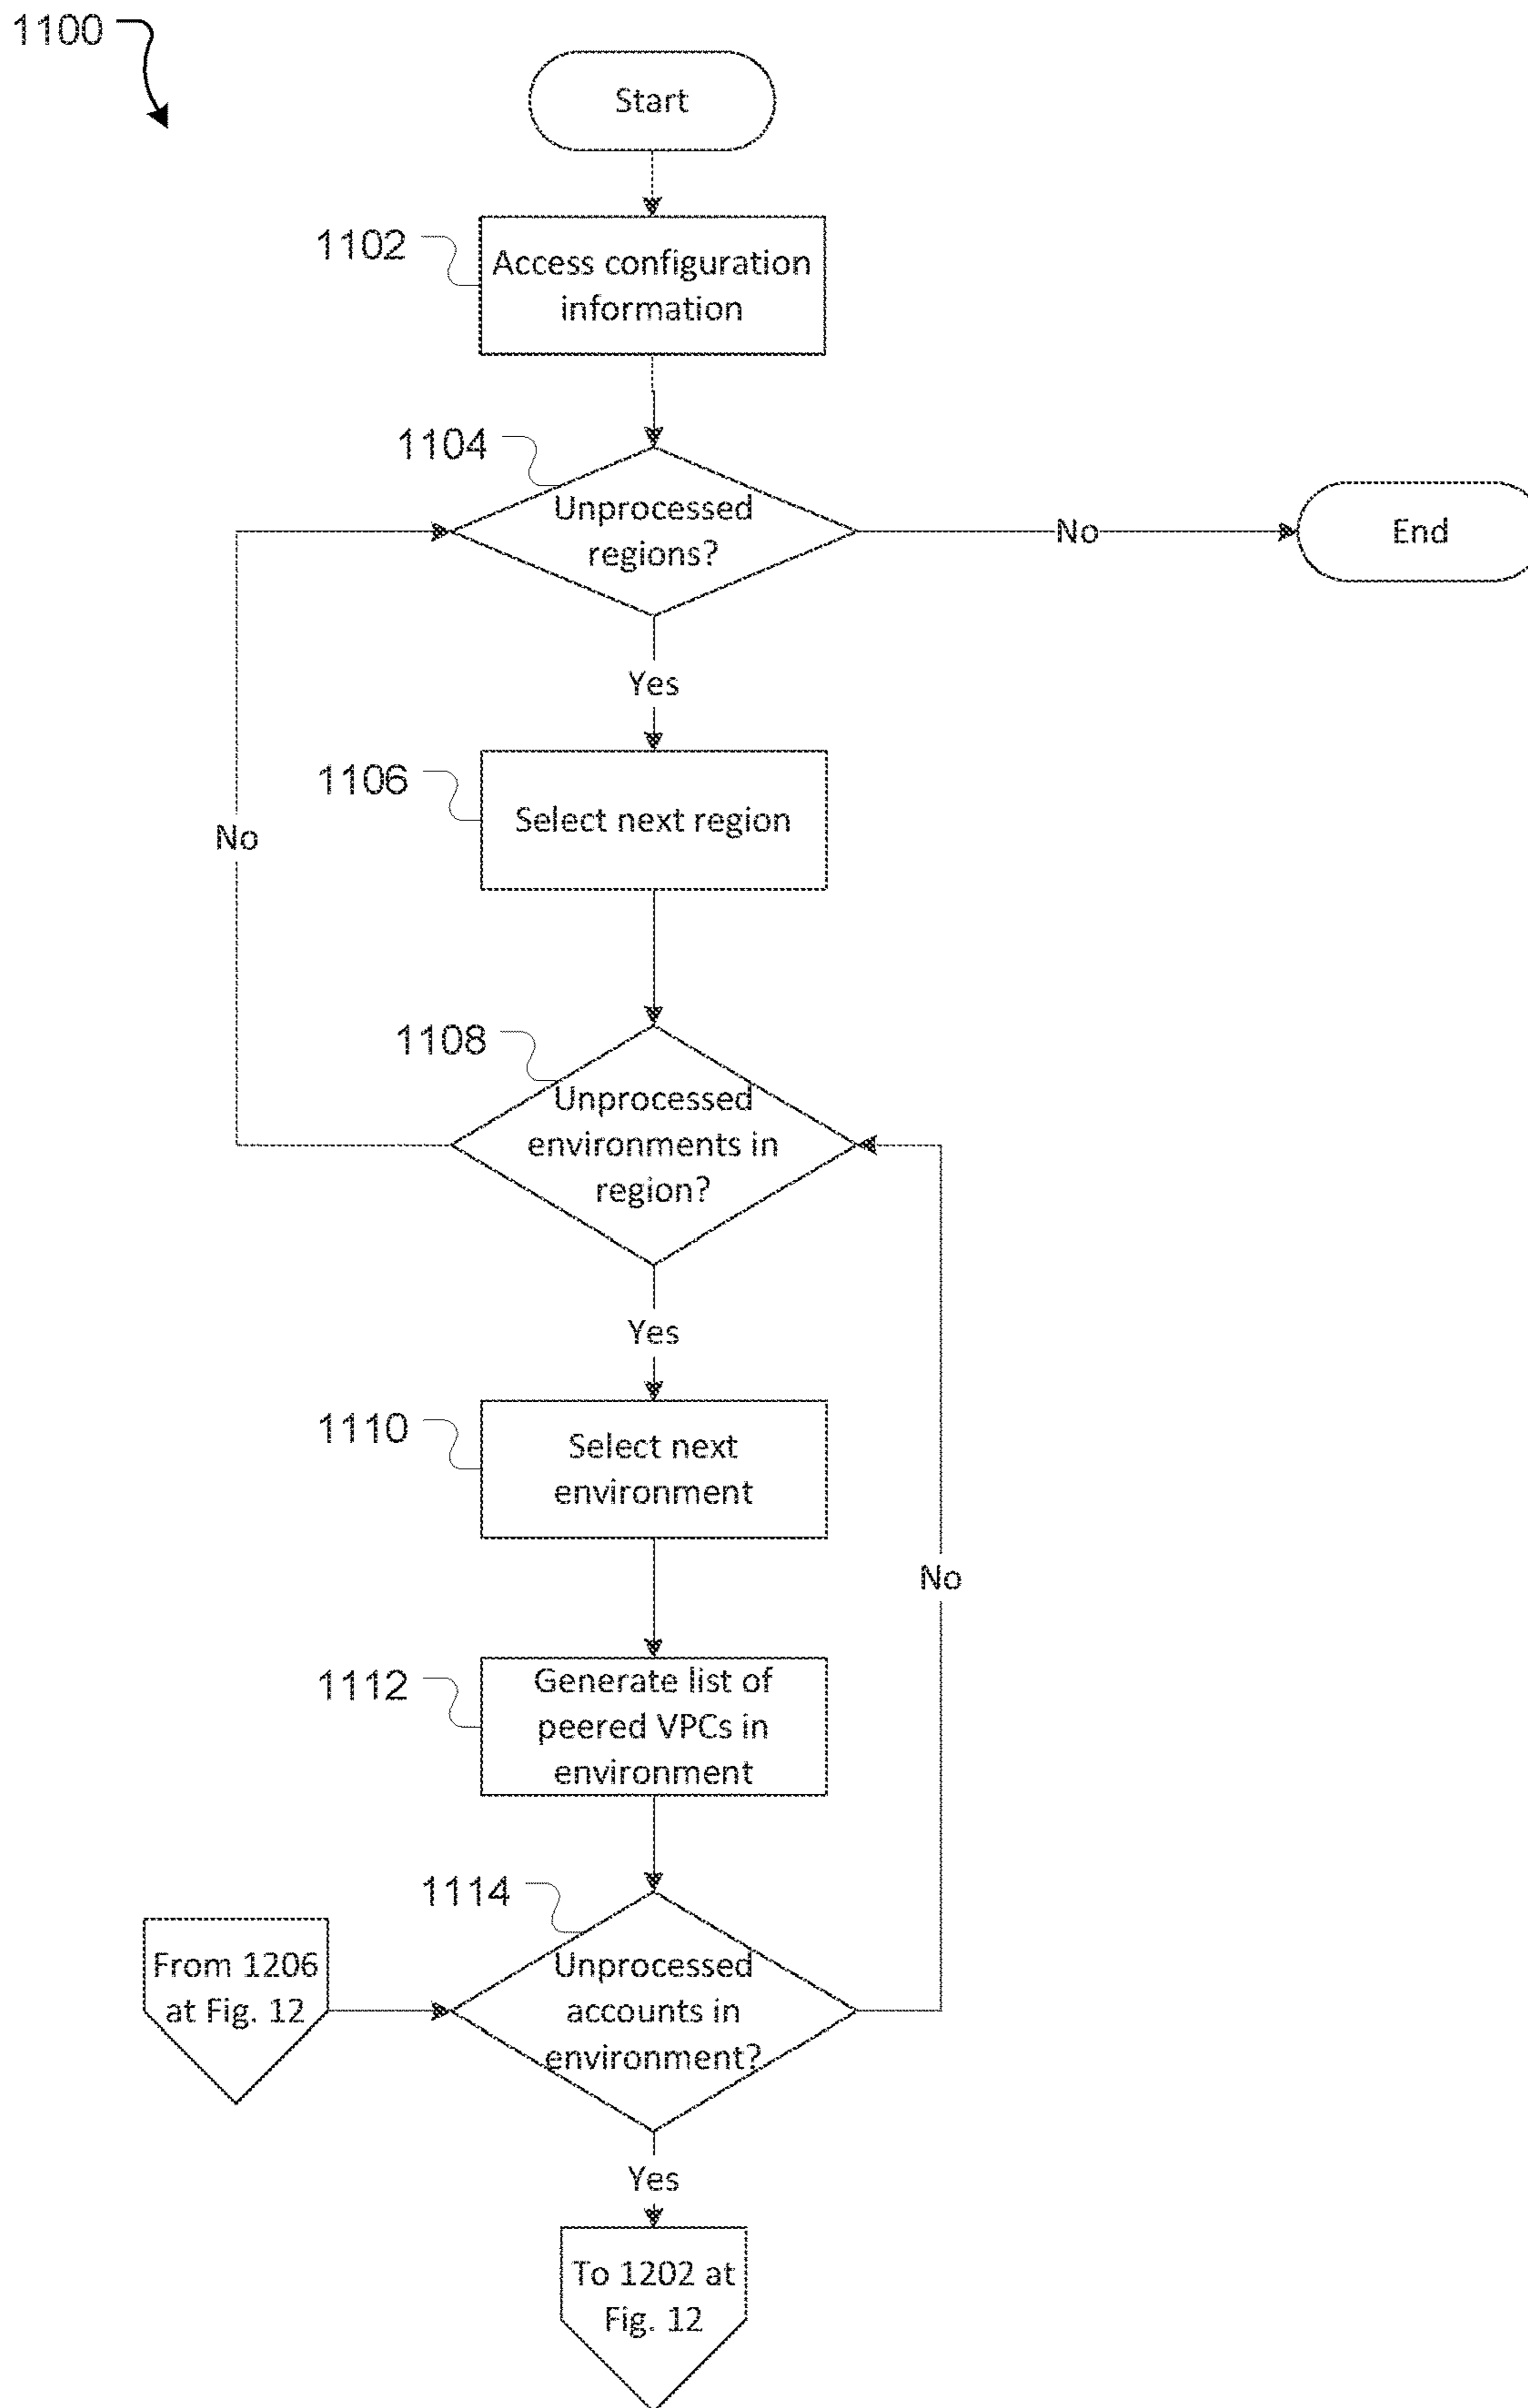 1100
Start
1102
Access configuration
information
1104
Unprocessed
regions?
No
End
Yes
1106
Select next region
No
1108
Unprocessed
environments in
region?
Yes
1110
Select next
environment
No
1112
Generate list of
peered VPCs in
environment
1114
From 1206
at Fig. 12
Unprocessed
accounts in
environment?
Yes
To 1202 at
Fig. 12